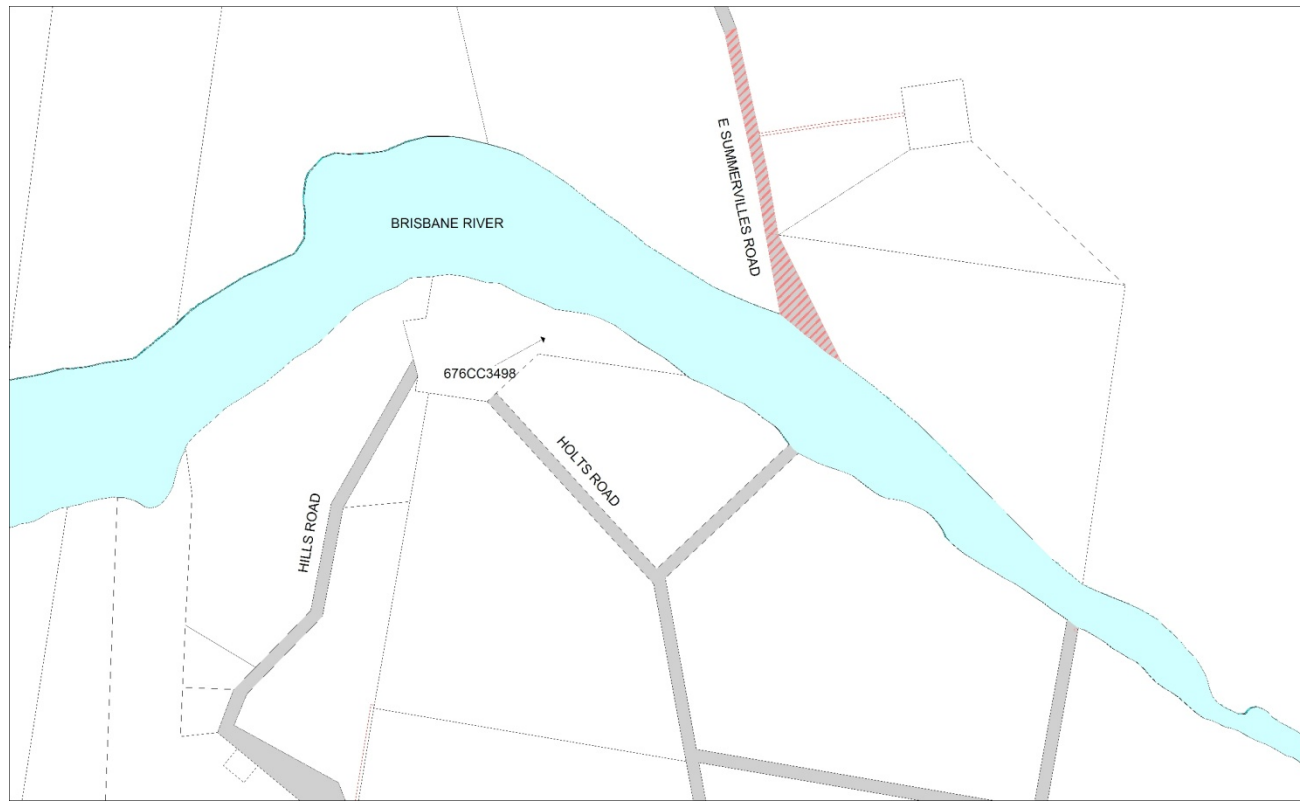 E SUMMERVILLES ROAD
BRISBANE RIVER
676CC3498
HOLTS ROAD
HILLS ROAD